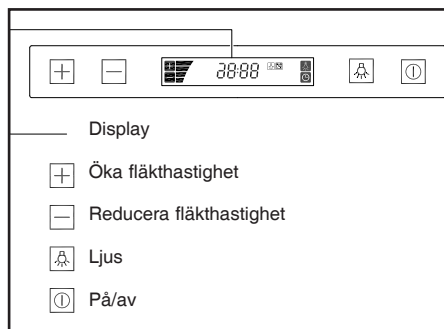 88:88
Display
Öka fläkthastighet
Reducera fläkthastighet
Ljus
På/av